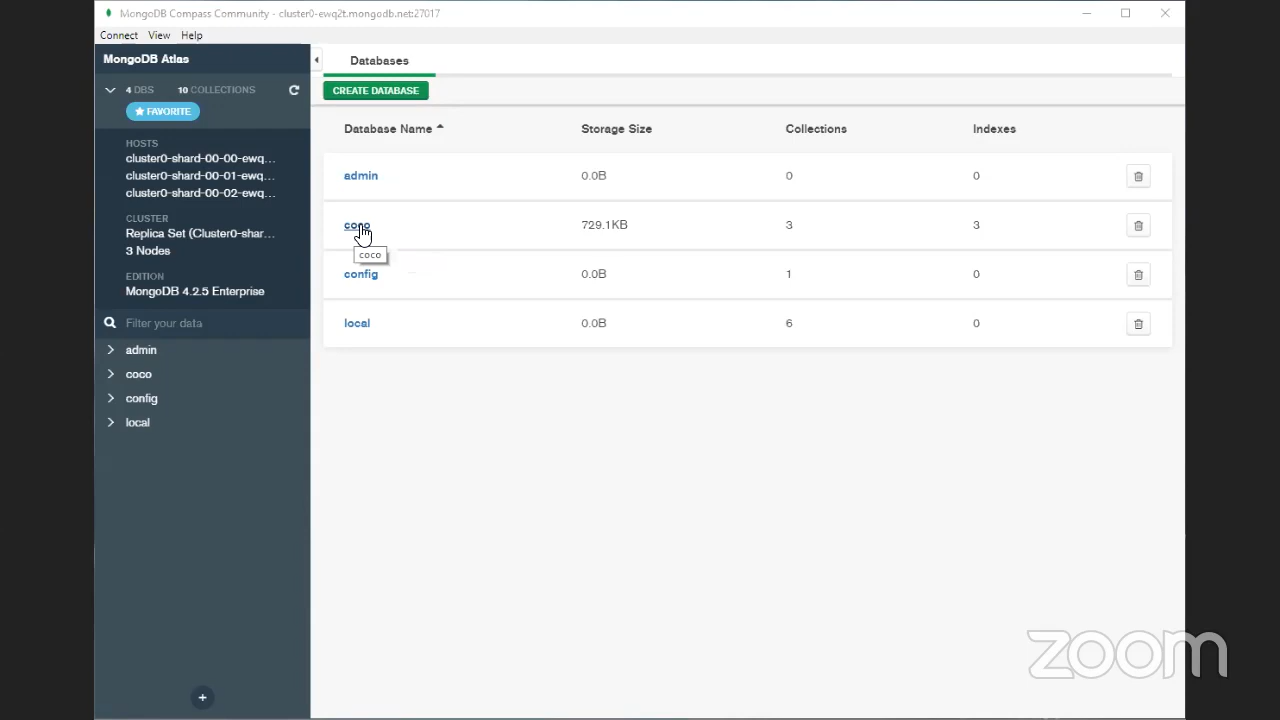 MongoDB Compass Community - cluster0-ewq2t.mongodb.net:27017
Connect View Help
MongoDB Atlas
4 DBS 10 COLLECTIONS
FAVORITE
HOSTS
cluster0-shard-00-00-ewq...
cluster0-shard-00-01-ewq...
cluster0-shard-00-02-ewq...
CLUSTER
Replica Set (Cluster0-shar...
3 Nodes
EDITION
MongoDB 4.2.5 Enterprise
Filter your data
admin
coco
config
local
Databases
CREATE DATABASE
Database Name Storage Size Collections Indexes
admin 0.0B 0 0
coco 729.1KB 3 3
coco
config 0.0B 1 0
local 0.0B 6 0
zoom